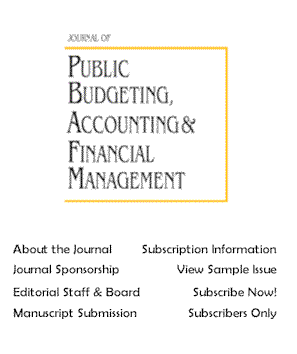 JOURNAL OF
PUBLIC
BUDGETING,
ACCOUNTING &
FINANCIAL
MANAGEMENT
About the Journal Subscription Information
Journal Sponsorship View Sample Issue
Editorial Staff & Board Subscribe Now!
Manuscript Submission Subscribers Only